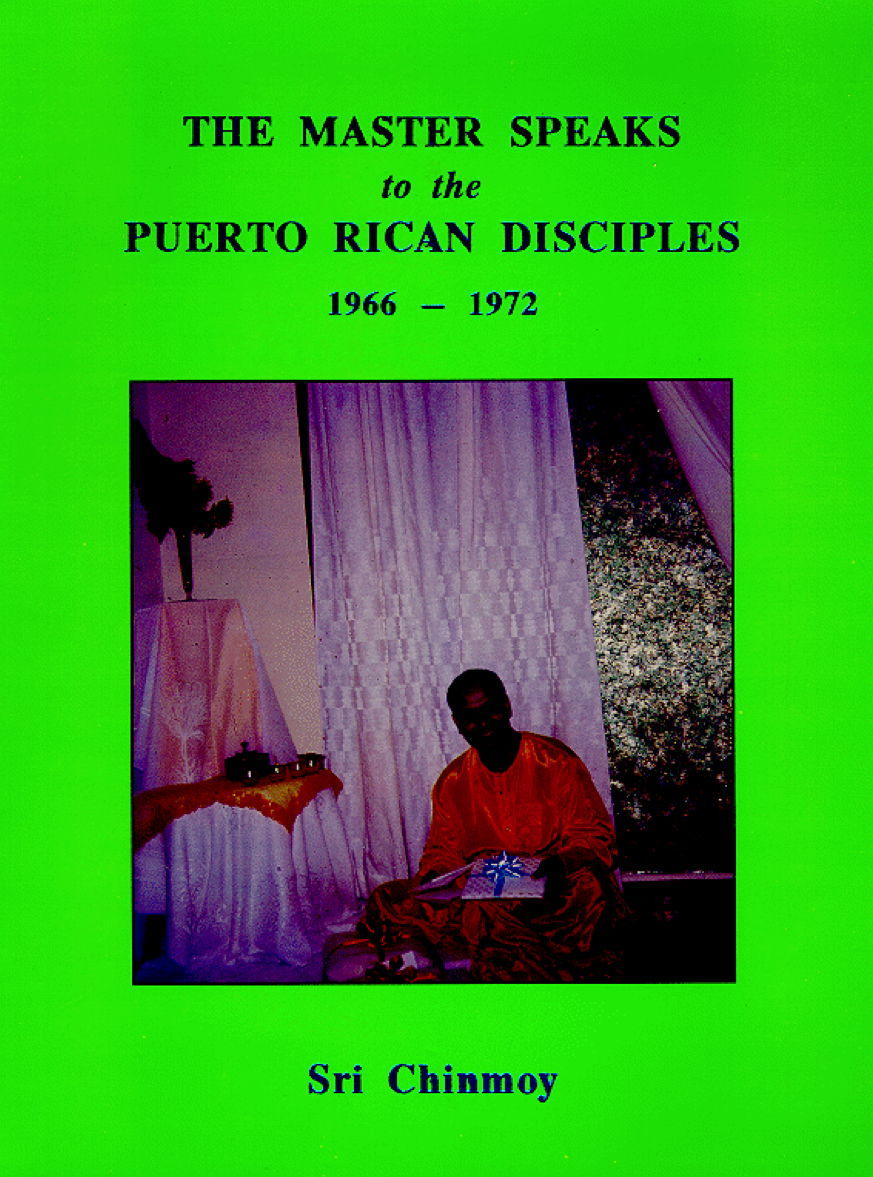 THE MASTER SPEAKS
to the
PUERTO RICAN DISCIPLES
1966 – 1972
Sri Chinmoy